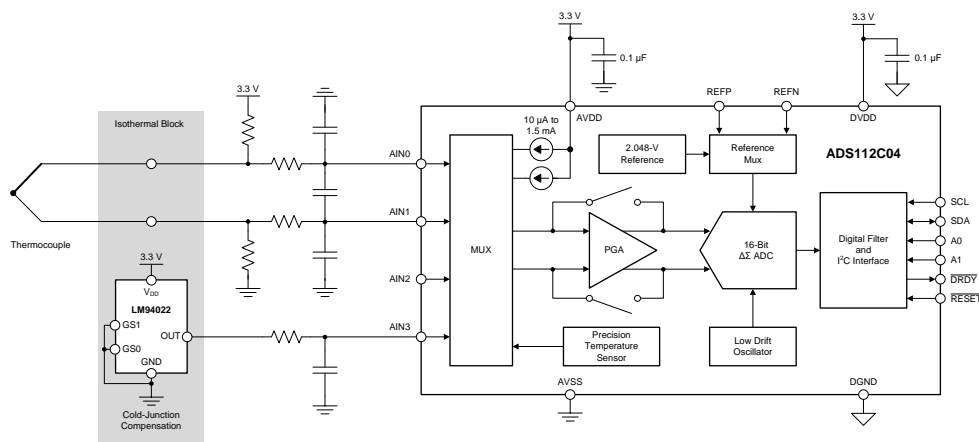 3.3 V
3.3 V
0.1 µF
0.1 µF
3.3 V
REFP
REFN
Isothermal Block
AVDD
DVDD
10 µA to
1.5 mA
2.048-V
Reference
Reference
Mux
ADS112C04
AIN0
AIN1
AIN2
AIN3
MUX
PGA
16-Bit
ΔΣ ADC
Digital Filter
and
I²C Interface
SCL
SDA
A0
A1
DRDY
RESET
Thermocouple
3.3 V
VDD
LM94022
GS1
GS0
OUT
GND
Precision
Temperature
Sensor
Low Drift
Oscillator
AVSS
DGND
Cold-Junction
Compensation